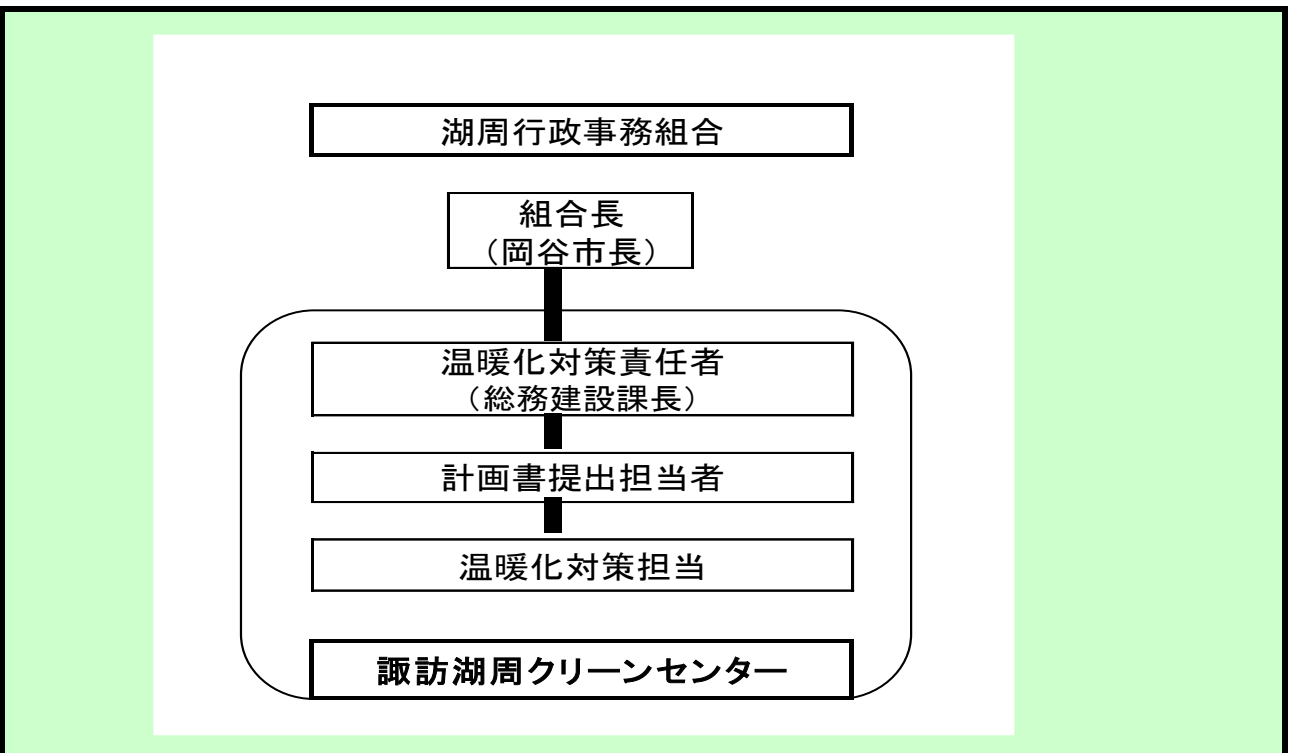 湖周行政事務組合
組合長
（岡谷市長）
温暖化対策責任者
（総務建設課長）
計画書提出担当者
温暖化対策担当
諏訪湖周クリーンセンター